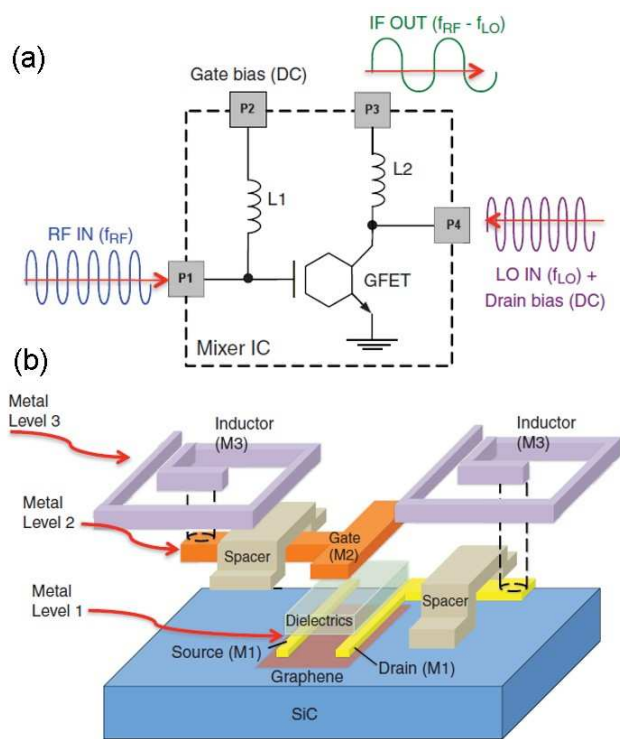 (a)
IF OUT (fRF - fLO)
Gate bias (DC)
P2
P3
L1
L2
RF IN (fRF)
P1
P4
GFET
LO IN (fLO) +
Drain bias (DC)
Mixer IC
(b)
Metal
Level 3
Inductor
(M3)
Inductor
(M3)
Metal
Level 2
Spacer
Gate
(M2)
Metal
Level 1
Dielectrics
Spacer
Source (M1)
Drain (M1)
Graphene
SiC